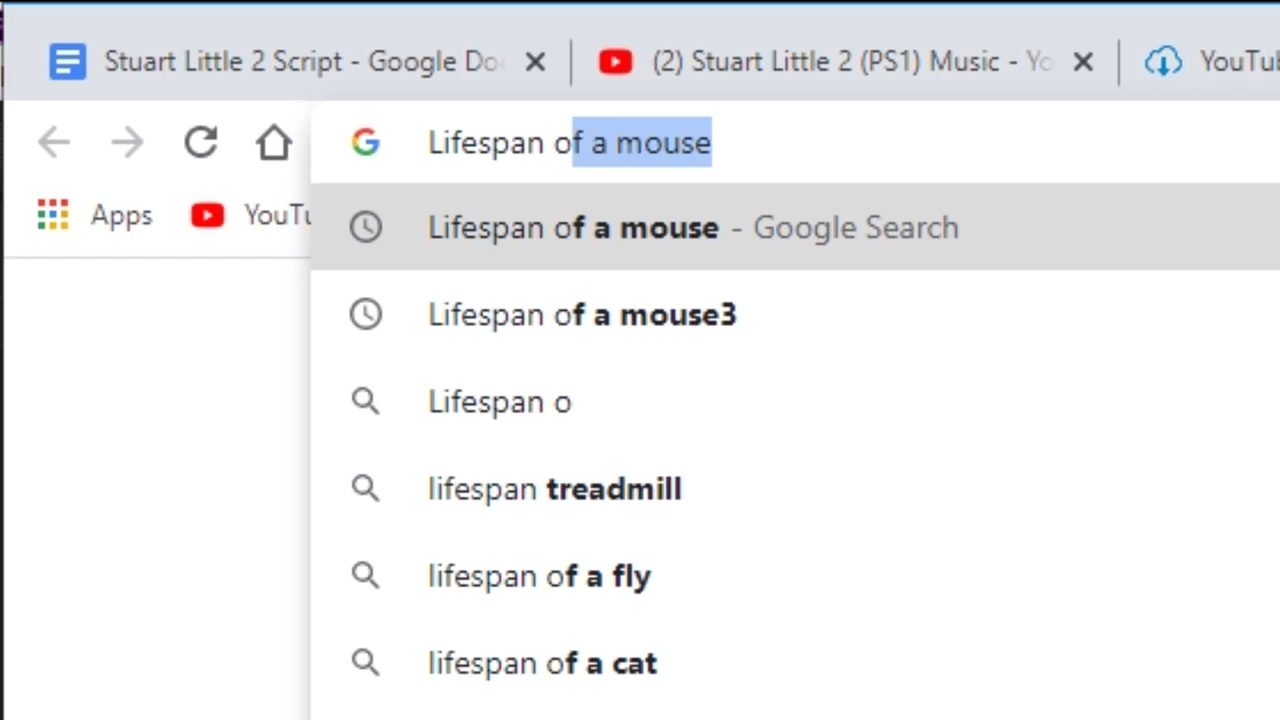 Stuart Little 2 Script - Google Do
(2) Stuart Little 2 (PS1) Music - Yo
YouTu
Lifespan of a mouse
Apps
YouTu
Lifespan of a mouse - Google Search
Lifespan of a mouse3
Lifespan o
lifespan treadmill
lifespan of a fly
lifespan of a cat